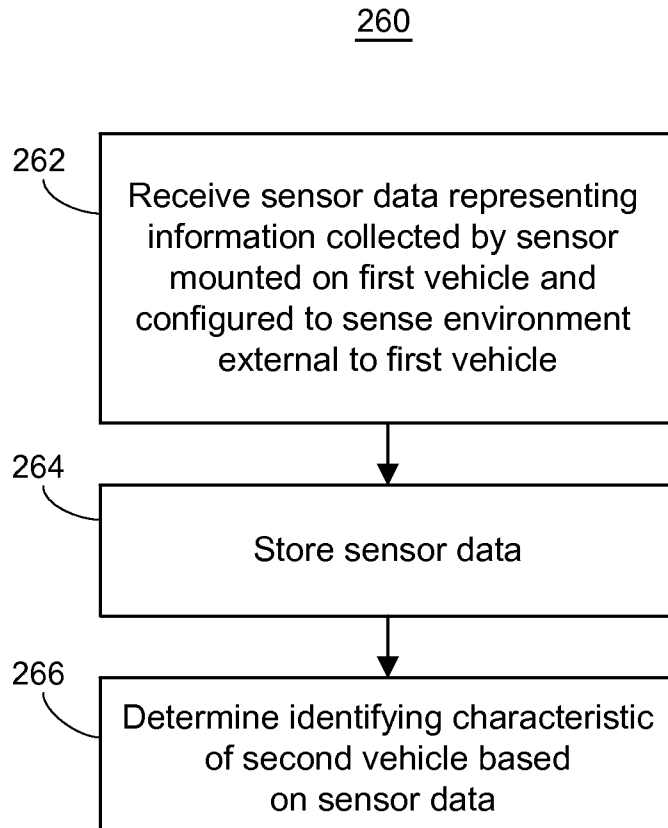 260
262
Receive sensor data representing
information collected by sensor
mounted on first vehicle and
configured to sense environment
external to first vehicle
264
Store sensor data
266
Determine identifying characteristic
of second vehicle based
on sensor data